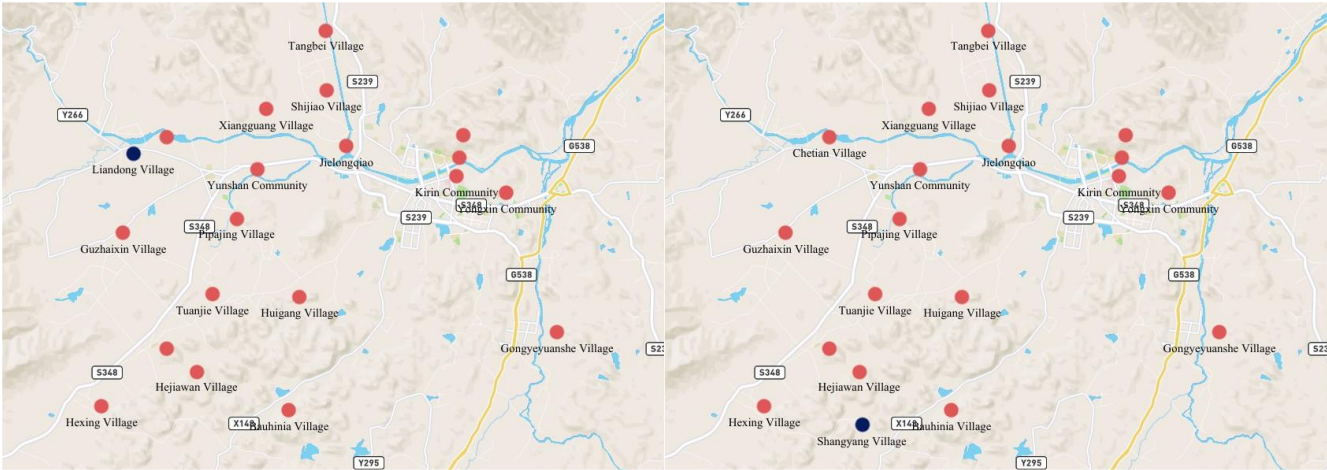 Tangbei Village
S239
Shijiao Village
Y266
Xiangguang Village
G538
Liandong Village
Jielongqiao
Yunshan Community
Kirin Community
S348
Yongxin Community
S239
S348
Pipajing Village
Guzhaixin Village
G538
Tuanjie Village
Huigang Village
Gongyeyuanshe Village
S23
S348
Hejiawan Village
Hexing Village
X148
Bauhinia Village
Y295
Tangbei Village
S239
Shijiao Village
Y266
Xiangguang Village
G538
Chetian Village
Jielongqiao
Yunshan Community
Kirin Community
S348
Yongxin Community
S239
S348
Pipajing Village
Guzhaixin Village
G538
Tuanjie Village
Huigang Village
Gongyeyuanshe Village
S23
S348
Hejiawan Village
Hexing Village
X148
Bauhinia Village
Shangyang Village
Y295